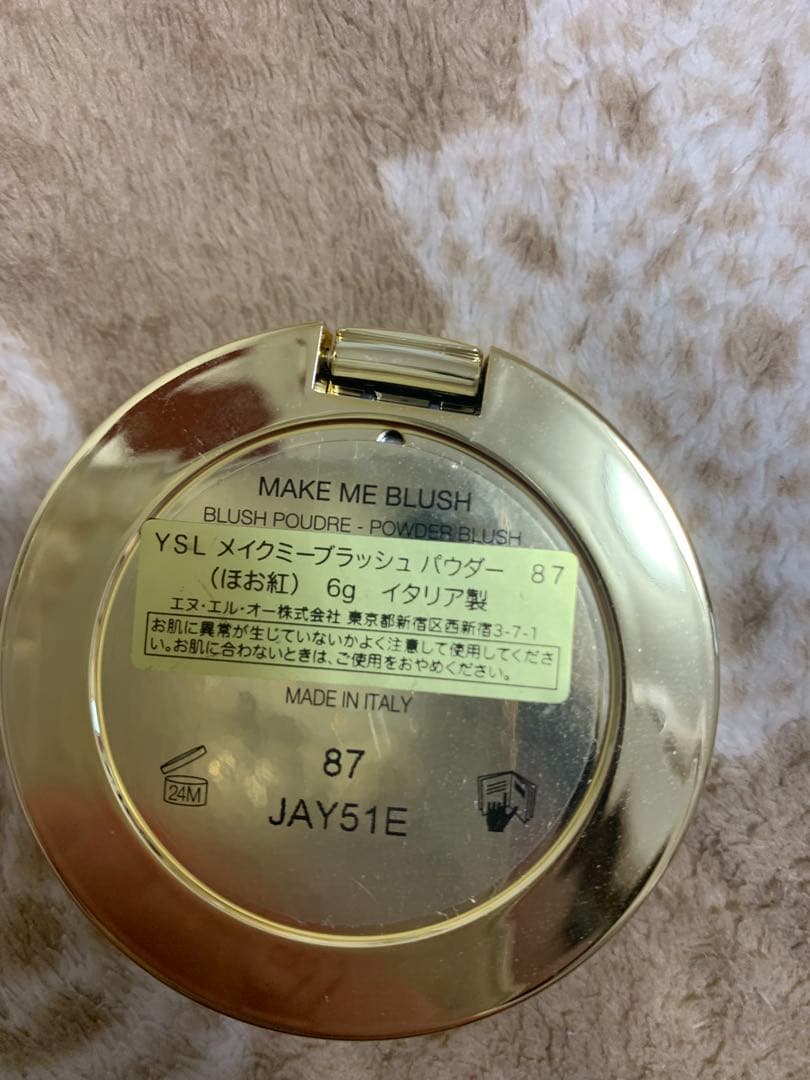 MAKE ME BLUSH
BLUSH POUDRE - POWDER BLUSH
YSL メイクミーブラッシュ パウダー 87
（ほお紅） 6g イタリア製
エヌ・エル・オー株式会社 東京都新宿区西新宿3-7-1
お肌に異常が生じていないかよく注意して使用してくださ
い。お肌に合わないときは、ご使用をおやめください。
MADE IN ITALY
87
24M
JAY51E